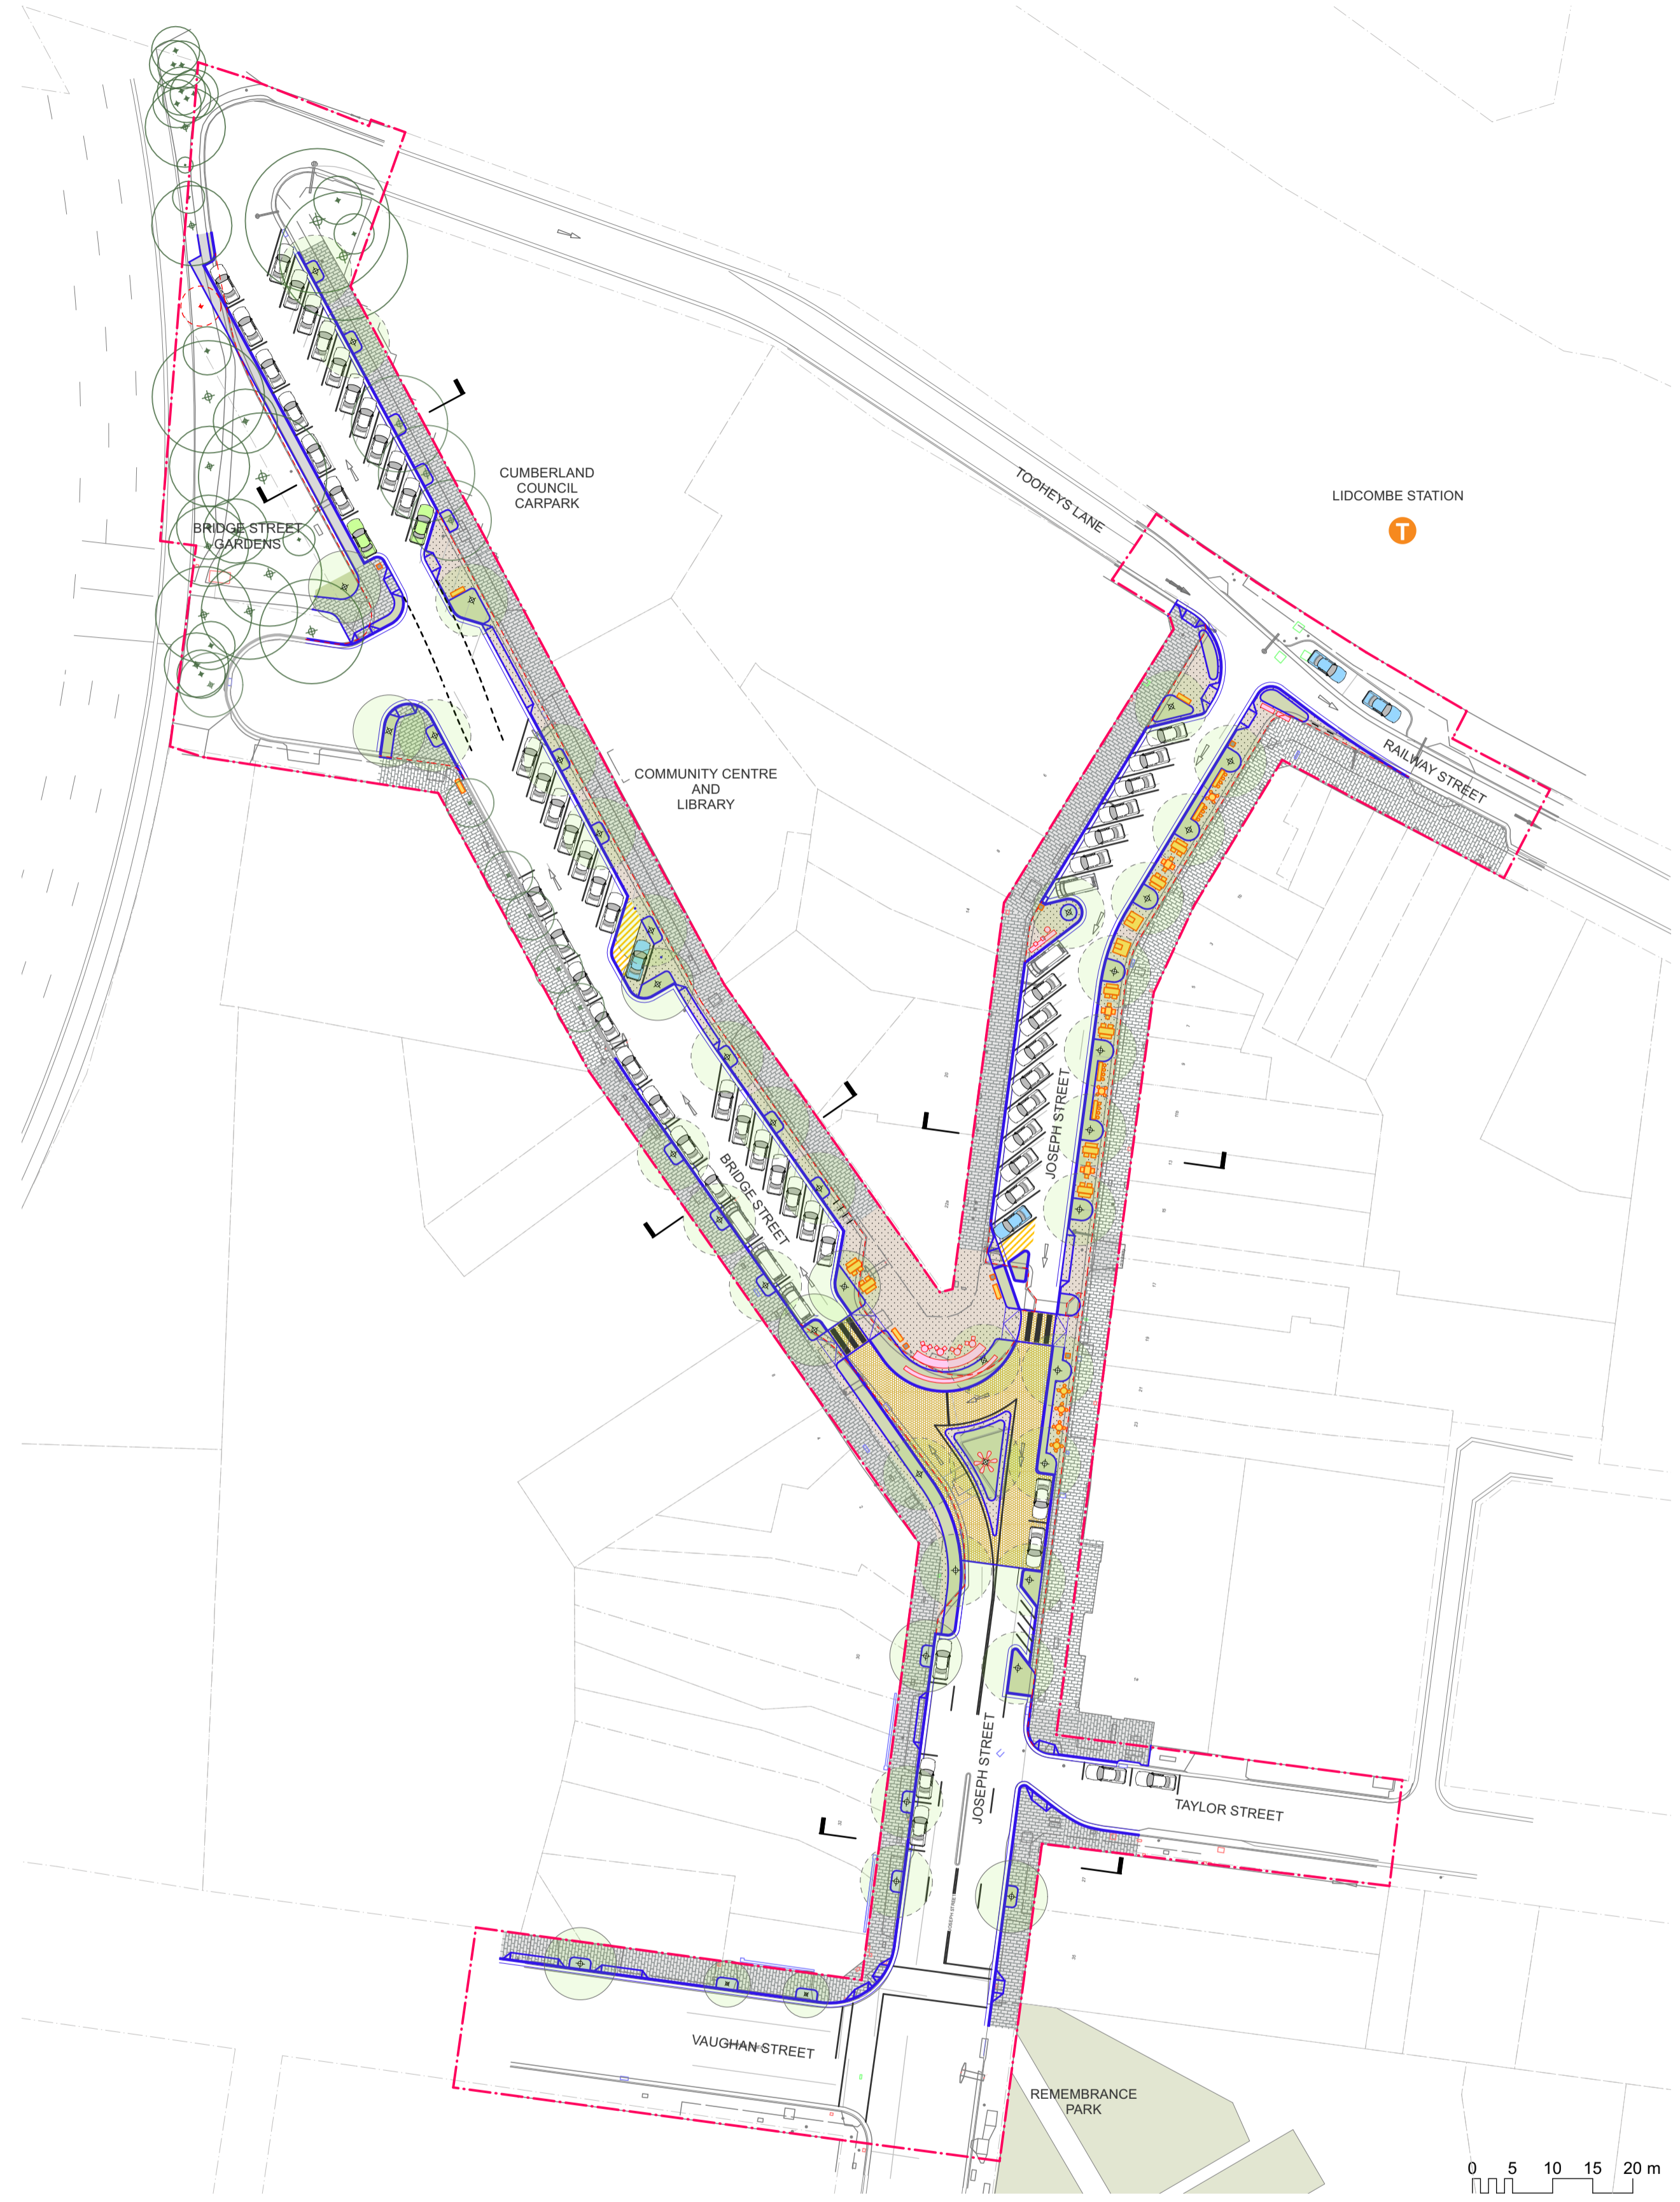 CUMBERLAND
COUNCIL
CARPARK
TOOHEYS LANE
LIDCOMBE STATION
T
BRIDGE STREET
GARDENS
RAILWAY STREET
COMMUNITY CENTRE
AND
LIBRARY
JOSEPH STREET
BRIDGE STREET
JOSEPH STREET
TAYLOR STREET
VAUGHAN STREET
REMEMBRANCE
PARK
0 5 10 15 20 m